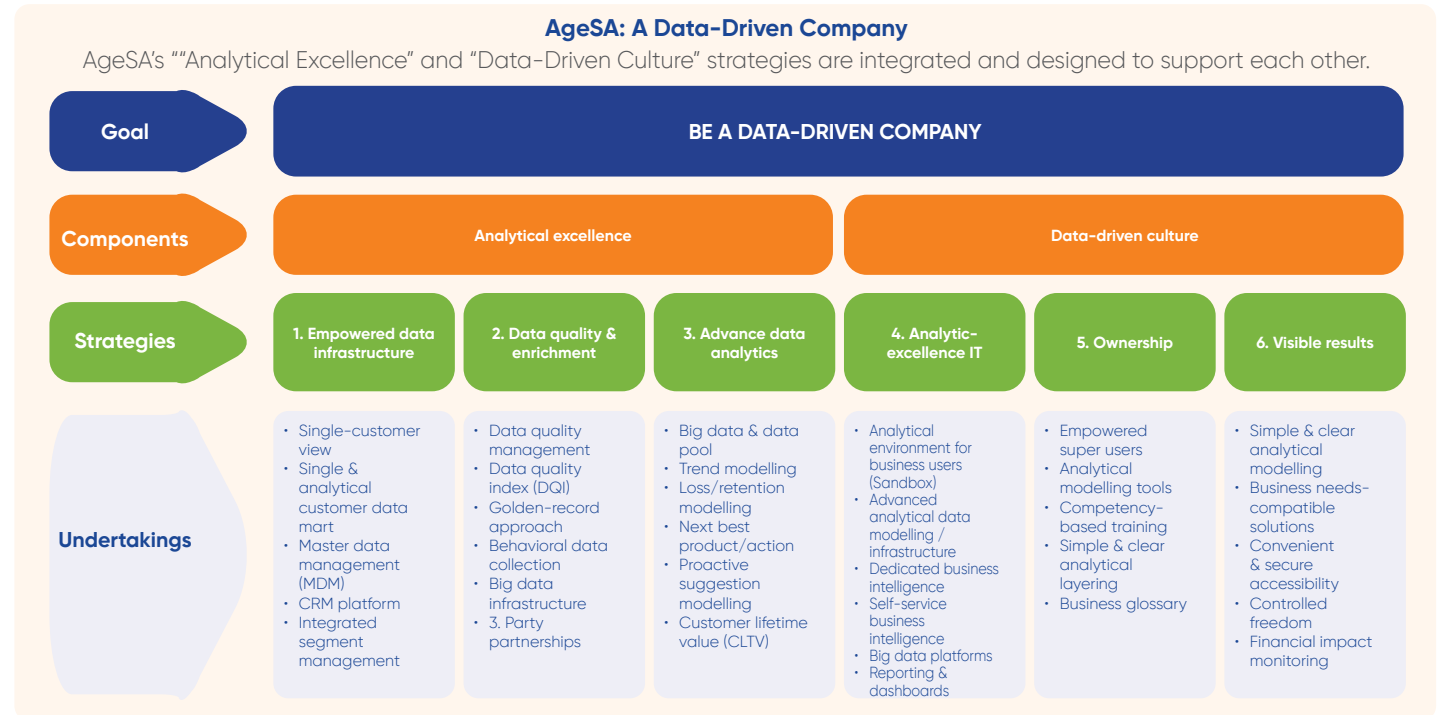 AgeSA: A Data-Driven Company
AgeSA's ““Analytical Excellence” and “Data-Driven Culture” strategies are integrated and designed to support each other.
Goal
BE A DATA-DRIVEN COMPANY
Components
Analytical excellence
Data-driven culture
Strategies
1. Empowered data
infrastructure
2. Data quality &
enrichment
3. Advance data
analytics
4. Analytic-
excellence IT
5. Ownership
6. Visible results
Undertakings
• Single-customer
view
• Single &
analytical
customer data
mart
• Master data
management
(MDM)
• CRM platform
• Integrated
segment
management
• Data quality
management
• Data quality
index (DQI)
• Golden-record
approach
• Behavioral data
collection
• Big data
infrastructure
• 3. Party
partnerships
• Big data & data
pool
• Trend modelling
• Loss/retention
modelling
• Next best
product/action
• Proactive
suggestion
modelling
• Customer lifetime
value (CLTV)
• Analytical
environment for
business users
(Sandbox)
• Advanced
analytical data
modelling /
infrastructure
• Dedicated business
intelligence
• Self-service
business
intelligence
• Big data platforms
• Reporting &
dashboards
• Empowered
super users
• Analytical
modelling tools
• Competency-
based training
• Simple & clear
analytical
layering
• Business glossary
• Simple & clear
analytical
modelling
• Business needs-
compatible
solutions
• Convenient
& secure
accessibility
• Controlled
freedom
• Financial impact
monitoring